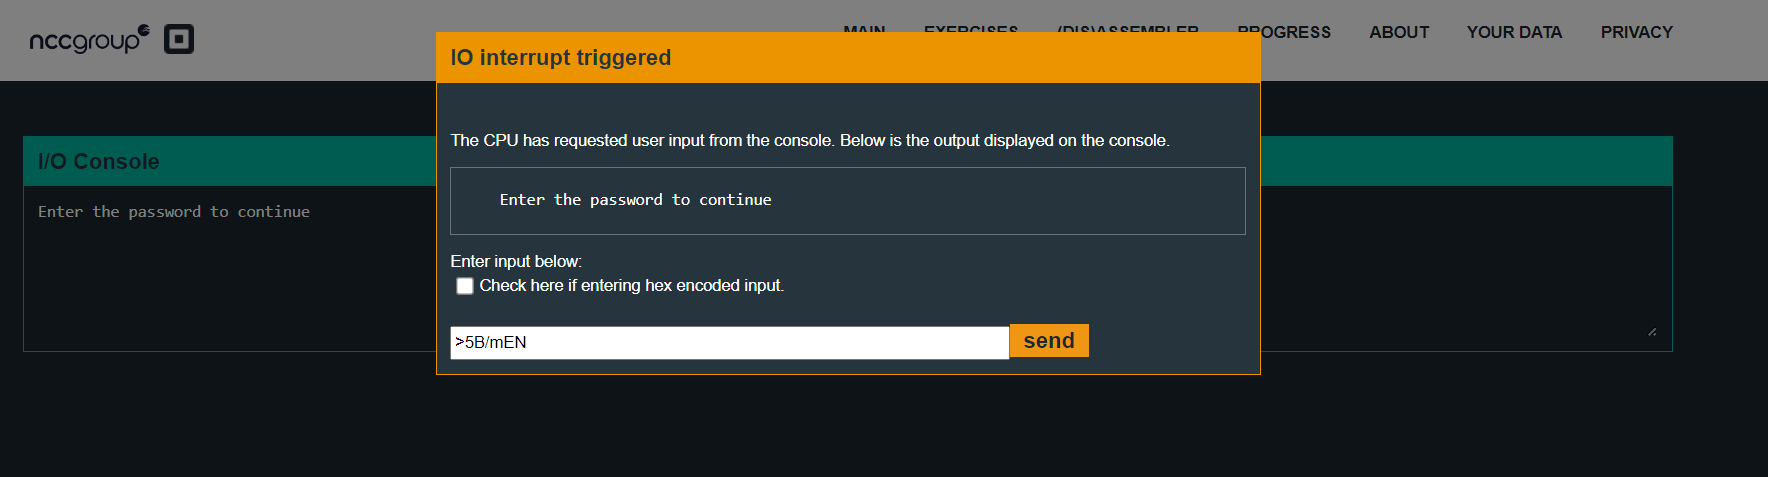 nccgroup
MAIN EXERCISES (DIS)ASSEMBLER PROGRESS ABOUT YOUR DATA PRIVACY
IO interrupt triggered
The CPU has requested user input from the console. Below is the output displayed on the console.
Enter the password to continue
Enter input below:
Check here if entering hex encoded input.
>5B/mEN
send
I/O Console
Enter the password to continue